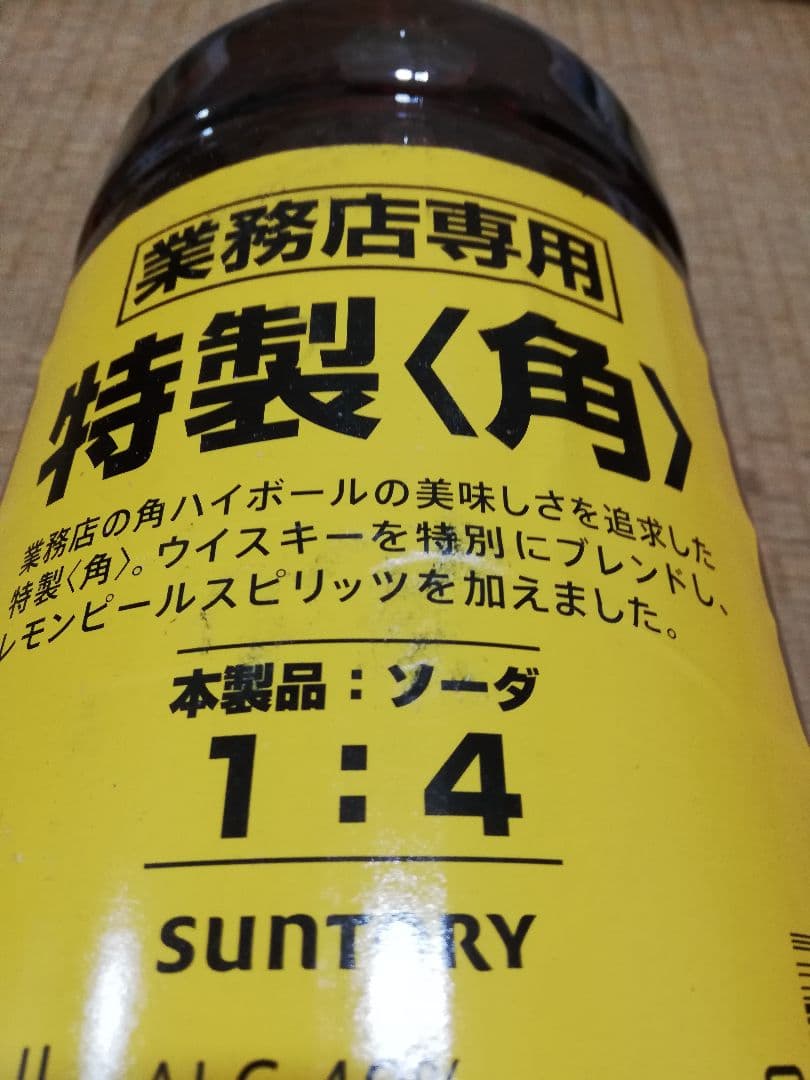 業務店専用
特製〈角〉
業務店の角ハイボールの美味しさを追求した
特製〈角〉。ウイスキーを特別にブレンドし、
レモンピールスピリッツを加えました。
本製品：ソーダ
1：4
SUNTORY